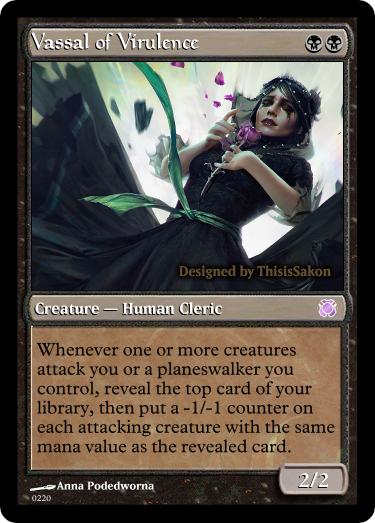 Vassal of Virulence
Designed by ThisisSakon
Creature — Human Cleric
Whenever one or more creatures
attack you or a planeswalker you
control, reveal the top card of your
library, then put a -1/-1 counter on
each attacking creature with the same
mana value as the revealed card.
2/2
Anna Podedworna
0220